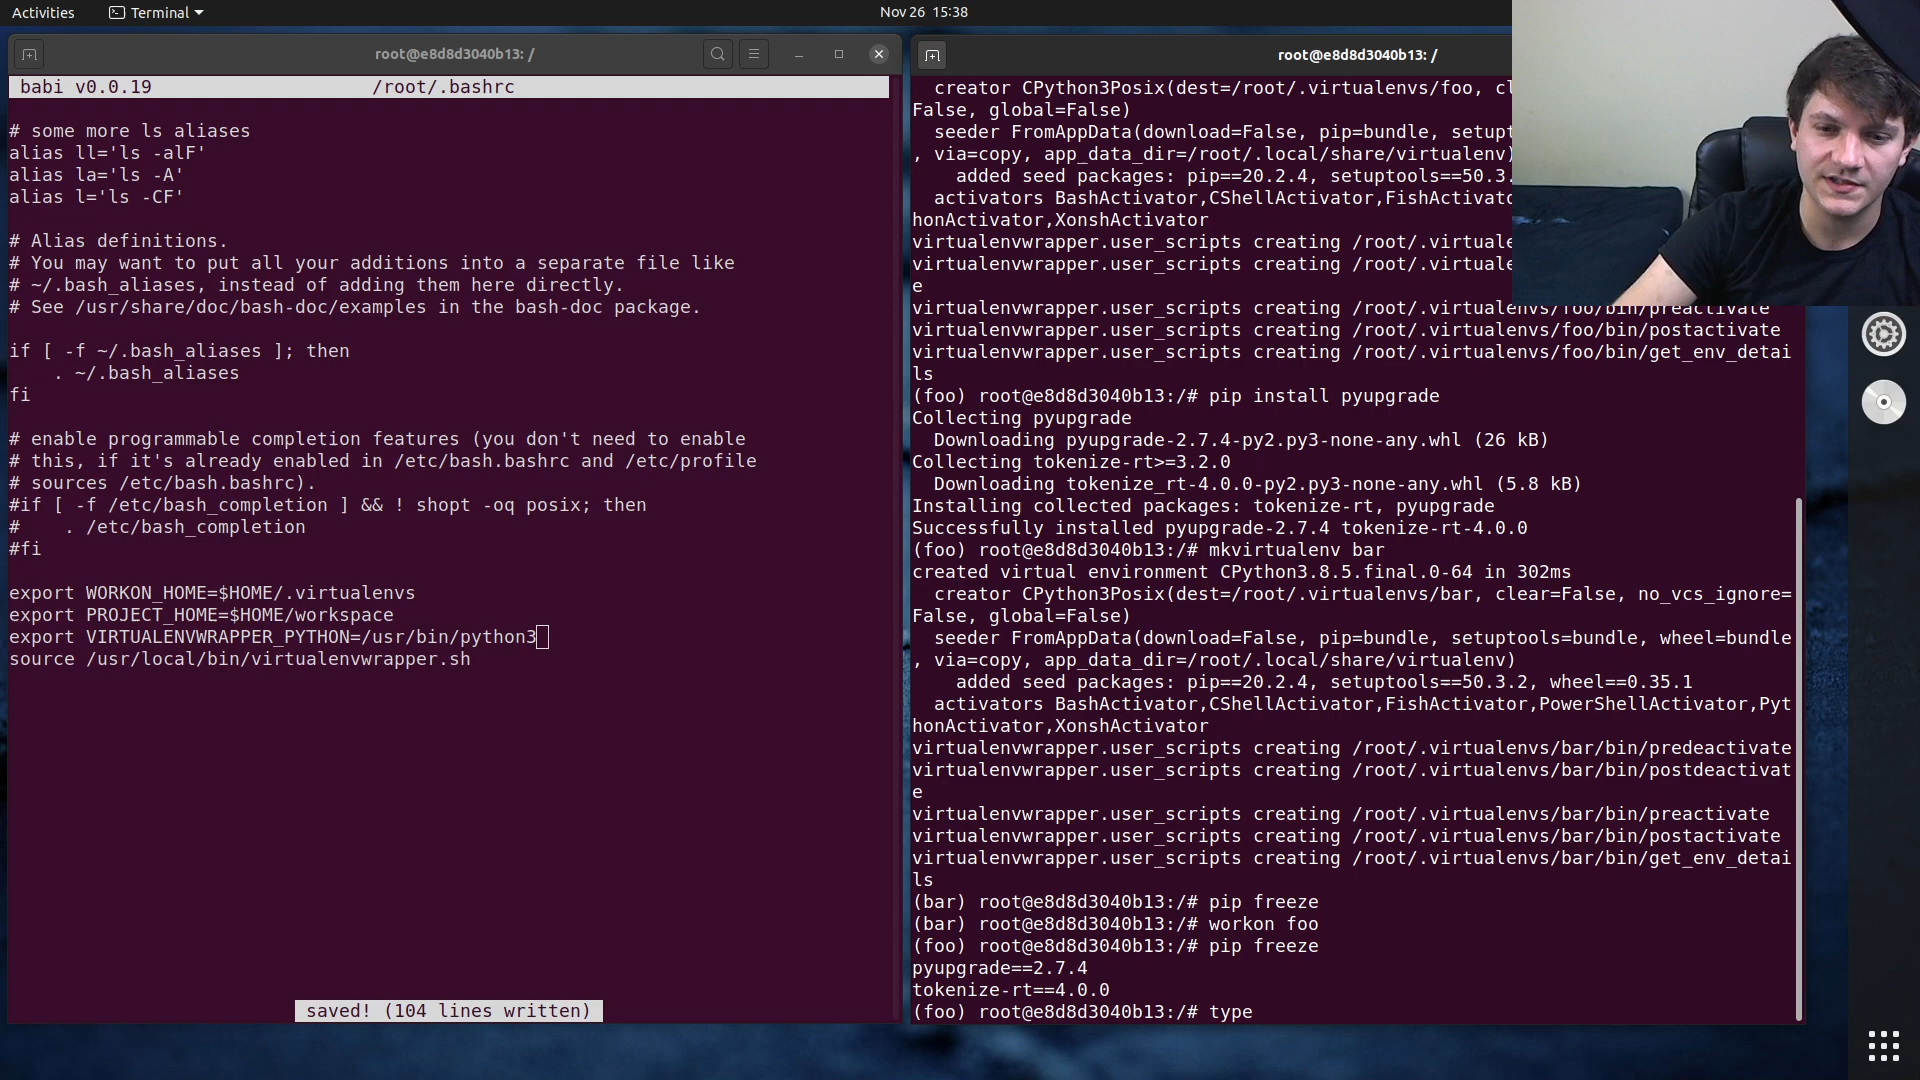 Activities
Terminal
Nov 26 15:38
root@e8d8d3040b13: /
babi v0.0.19 /root/.bashrc
# some more ls aliases
alias ll='ls -alF'
alias la='ls -A'
alias l='ls -CF'
# Alias definitions.
# You may want to put all your additions into a separate file like
# ~/.bash_aliases, instead of adding them here directly.
# See /usr/share/doc/bash-doc/examples in the bash-doc package.
if [ -f ~/.bash_aliases ]; then
    . ~/.bash_aliases
fi
# enable programmable completion features (you don't need to enable
# this, if it's already enabled in /etc/bash.bashrc and /etc/profile
# sources /etc/bash.bashrc).
#if [ -f /etc/bash_completion ] && ! shopt -oq posix; then
#    . /etc/bash_completion
#fi
export WORKON_HOME=$HOME/.virtualenvs
export PROJECT_HOME=$HOME/workspace
export VIRTUALENVWRAPPER_PYTHON=/usr/bin/python3
source /usr/local/bin/virtualenvwrapper.sh
saved! (104 lines written)
root@e8d8d3040b13: /
  creator CPython3Posix(dest=/root/.virtualenvs/foo,
False, global=False)
  seeder FromAppData(download=False, pip=bundle,
, via=copy, app_data_dir=/root/.local/share/virtualenv)
    added seed packages: pip==20.2.4, setuptools==50.3.
  activators BashActivator,CShellActivator,
honActivator,XonshActivator
virtualenvwrapper.user_scripts creating
virtualenvwrapper.user_scripts creating
e
virtualenvwrapper.user_scripts creating /root/.virtualenvs/foo/bin/preactivate
virtualenvwrapper.user_scripts creating /root/.virtualenvs/foo/bin/postactivate
virtualenvwrapper.user_scripts creating /root/.virtualenvs/foo/bin/get_env_detai
ls
(foo) root@e8d8d3040b13:/# pip install pyupgrade
Collecting pyupgrade
  Downloading pyupgrade-2.7.4-py2.py3-none-any.whl (26 kB)
Collecting tokenize-rt>=3.2.0
  Downloading tokenize_rt-4.0.0-py2.py3-none-any.whl (5.8 kB)
Installing collected packages: tokenize-rt, pyupgrade
Successfully installed pyupgrade-2.7.4 tokenize-rt-4.0.0
(foo) root@e8d8d3040b13:/# mkvirtualenv bar
created virtual environment CPython3.8.5.final.0-64 in 302ms
  creator CPython3Posix(dest=/root/.virtualenvs/bar, clear=False, no_vcs_ignore=
False, global=False)
  seeder FromAppData(download=False, pip=bundle, setuptools=bundle, wheel=bundle
, via=copy, app_data_dir=/root/.local/share/virtualenv)
    added seed packages: pip==20.2.4, setuptools==50.3.2, wheel==0.35.1
  activators BashActivator,CShellActivator,FishActivator,PowerShellActivator,Pyt
honActivator,XonshActivator
virtualenvwrapper.user_scripts creating /root/.virtualenvs/bar/bin/predeactivate
virtualenvwrapper.user_scripts creating /root/.virtualenvs/bar/bin/postdeactivat
e
virtualenvwrapper.user_scripts creating /root/.virtualenvs/bar/bin/preactivate
virtualenvwrapper.user_scripts creating /root/.virtualenvs/bar/bin/postactivate
virtualenvwrapper.user_scripts creating /root/.virtualenvs/bar/bin/get_env_detai
ls
(bar) root@e8d8d3040b13:/# pip freeze
(bar) root@e8d8d3040b13:/# workon foo
(foo) root@e8d8d3040b13:/# pip freeze
pyupgrade==2.7.4
tokenize-rt==4.0.0
(foo) root@e8d8d3040b13:/# type